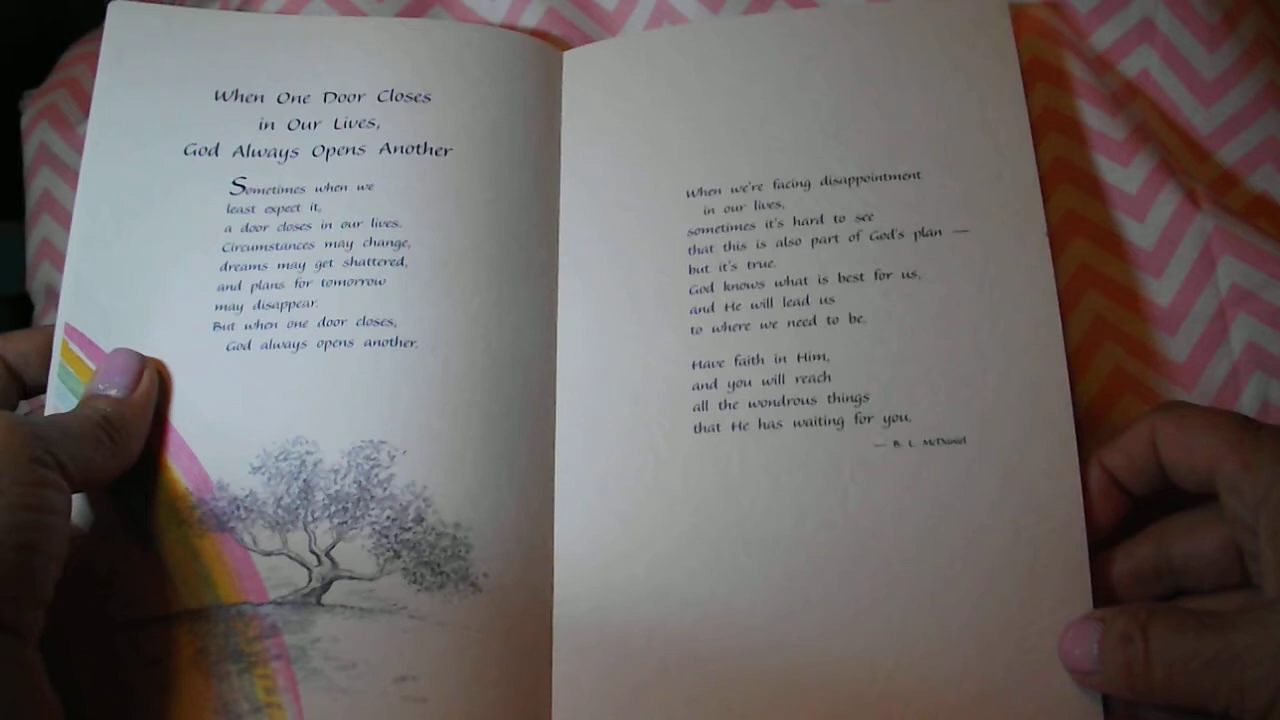 When One Door Closes
in Our Lives,
God Always Opens Another
Sometimes when we
least expect it,
a door closes in our lives.
Circumstances may change,
dreams may get shattered,
and plans for tomorrow
may disappear.
But when one door closes,
God always opens another.
When we're facing disappointment
in our lives,
sometimes it's hard to see
that this is also part of God's plan —
but it's true.
God knows what is best for us,
and He will lead us
to where we need to be.
Have faith in Him,
and you will reach
all the wondrous things
that He has waiting for you.
— B. L. McDaniel